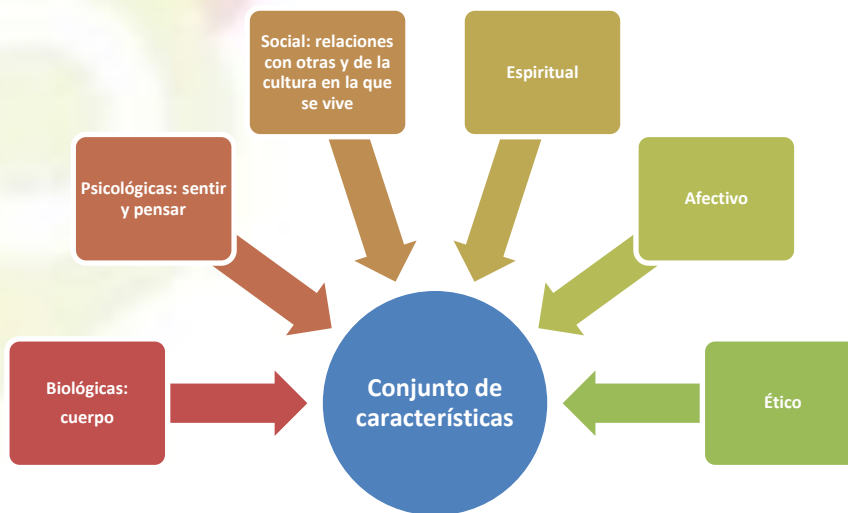 Social: relaciones
con otras y de la
cultura en la que
se vive
Espiritual
Psicológicas: sentir
y pensar
Afectivo
Biológicas:
cuerpo
Conjunto de
características
Ético